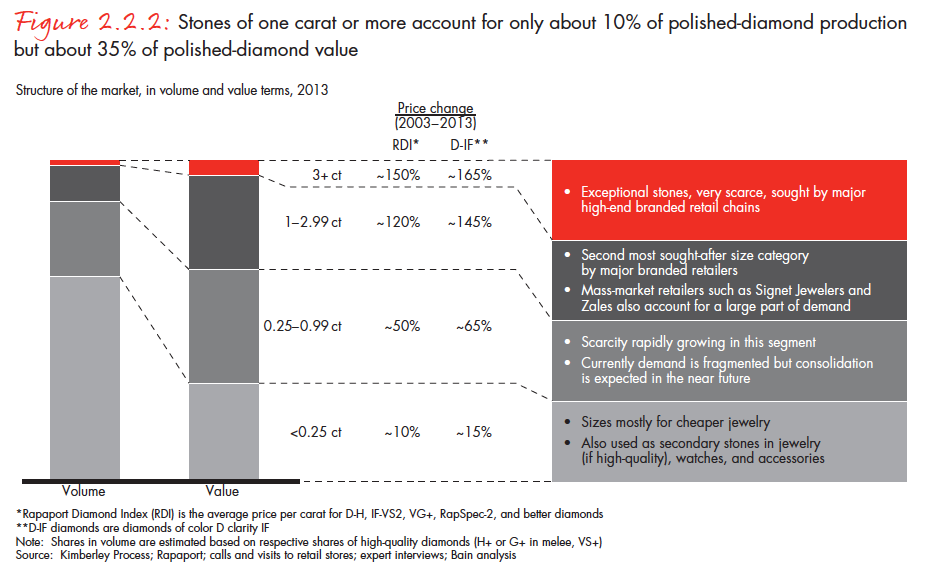 Figure 2.2.2: Stones of one carat or more account for only about 10% of polished-diamond production
but about 35% of polished-diamond value
Structure of the market, in volume and value terms, 2013
Price change
(2003–2013)
RDI* D-IF**
3+ ct ~150% ~165%
1–2.99 ct ~120% ~145%
0.25–0.99 ct ~50% ~65%
<0.25 ct ~10% ~15%
• Exceptional stones, very scarce, sought by major
high-end branded retail chains
• Second most sought-after size category
by major branded retailers
• Mass-market retailers such as Signet Jewelers and
Zales also account for a large part of demand
• Scarcity rapidly growing in this segment
• Currently demand is fragmented but consolidation
is expected in the near future
• Sizes mostly for cheaper jewelry
• Also used as secondary stones in jewelry
(if high-quality), watches, and accessories
Volume Value
*Rapaport Diamond Index (RDI) is the average price per carat for D-H, IF-VS2, VG+, RapSpec-2, and better diamonds
**D-IF diamonds are diamonds of color D clarity IF
Note: Shares in volume are estimated based on respective shares of high-quality diamonds (H+ or G+ in melee, VS+)
Source: Kimberley Process; Rapaport; calls and visits to retail stores; expert interviews; Bain analysis